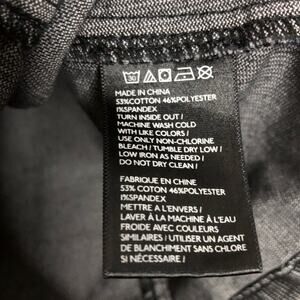 30
MADE IN CHINA
53%COTTON 46%POLYESTER
1%SPANDEX
TURN INSIDE OUT /
MACHINE WASH COLD
WITH LIKE COLORS /
USE ONLY NON-CHLORINE
BLEACH / TUMBLE DRY LOW /
LOW IRON AS NEEDED /
DO NOT DRY CLEAN /
FABRIQUE EN CHINE
53% COTON 46%POLYESTER
1%SPANDEX
METTRE A L'ENVERS /
LAVER À LA MACHINE À L'EAU
FROIDE AVEC COULEURS
SIMILAIRES / UTILISER UN AGENT
DE BLANCHIMENT SANS CHLORE
SI NÉCESSAIRE /